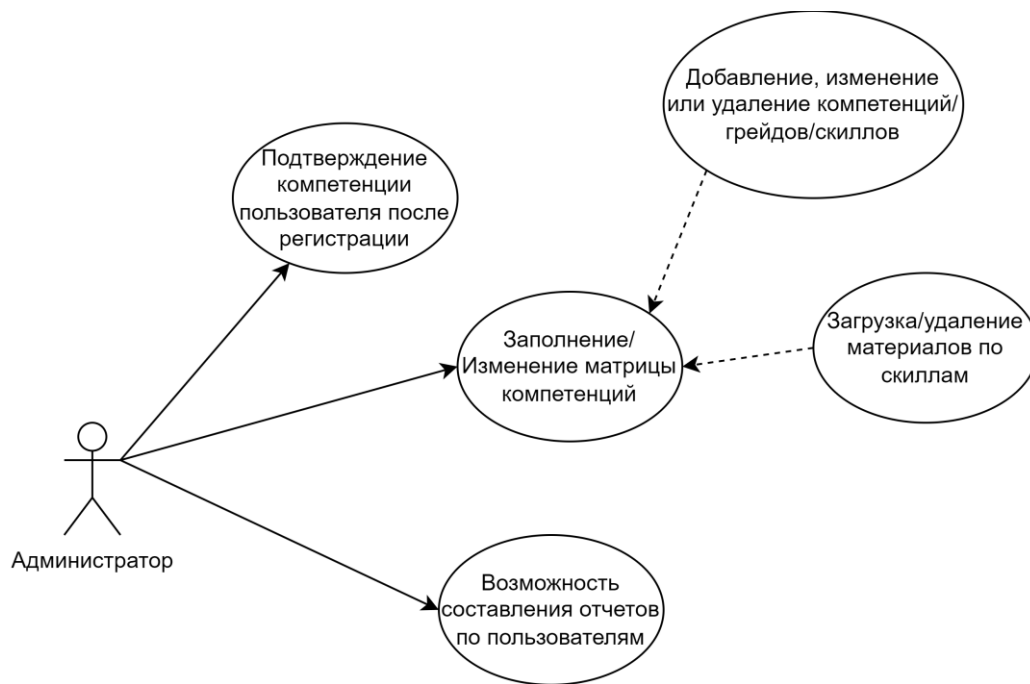 Добавление, изменение
или удаление компетенций/
грейдов/скиллов
Подтверждение
компетенции
пользователя после
регистрации
Заполнение/
Изменение матрицы
компетенций
Загрузка/удаление
материалов по
скиллам
Администратор
Возможность
составления отчетов
по пользователям